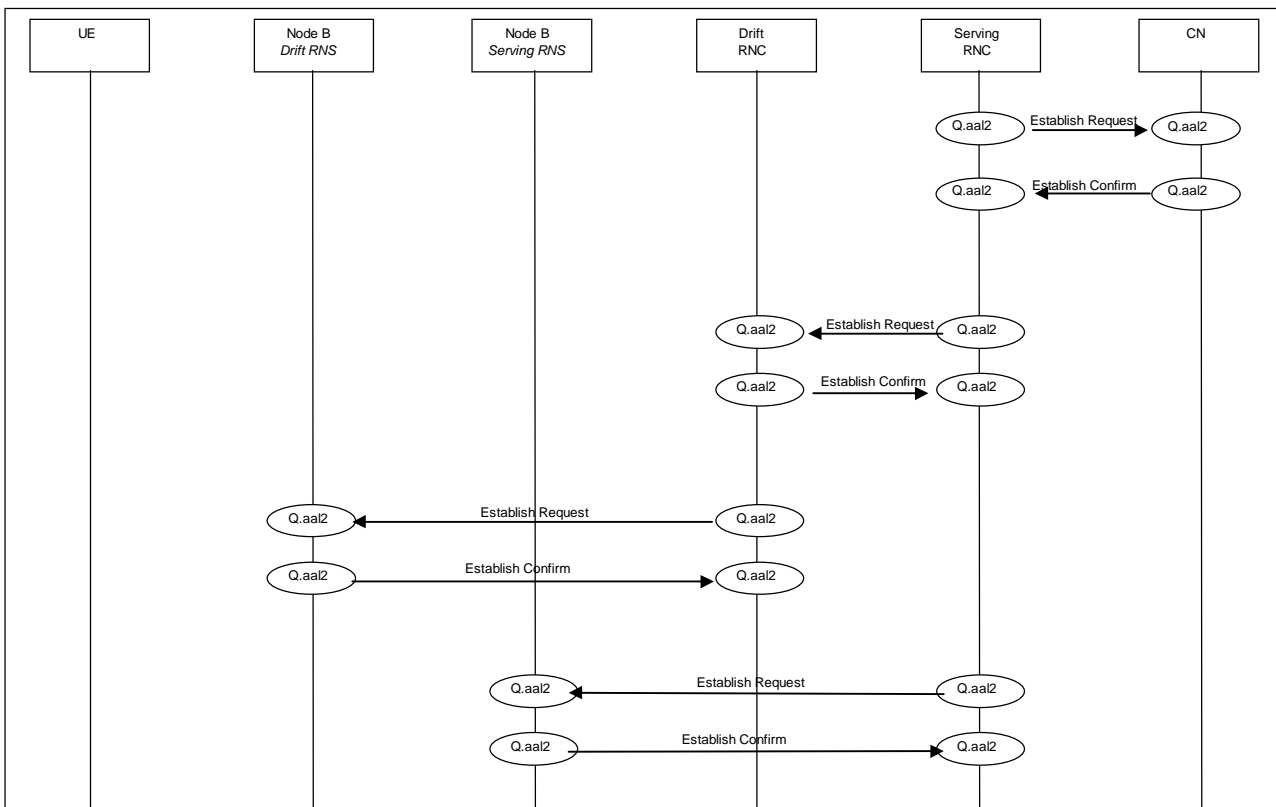 UE
Node B
Drift RNS
Node B
Serving RNS
Drift
RNC
Serving
RNC
CN
Q.aal2
Establish Request
Q.aal2
Q.aal2
Establish Confirm
Q.aal2
Q.aal2
Establish Request
Q.aal2
Q.aal2
Establish Confirm
Q.aal2
Q.aal2
Establish Request
Q.aal2
Q.aal2
Establish Confirm
Q.aal2
Q.aal2
Establish Request
Q.aal2
Q.aal2
Establish Confirm
Q.aal2